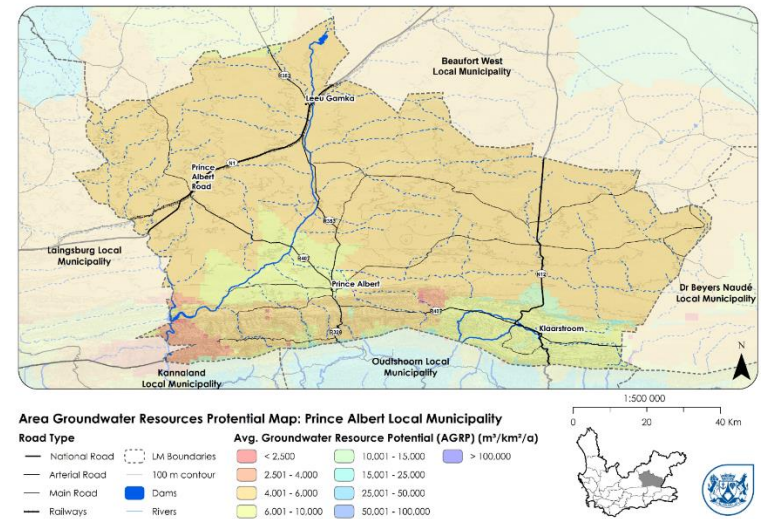 Beaufort West
Local Municipality
R353
Leeu Gamka
N1
Prince
Albert
Road
R353
Laingsburg Local
Municipality
R407
Prince Albert
N12
Dr Beyers Naudé
Local Municipality
R407
Klaarstroom
R328
Oudtshoorn Local
Municipality
Kannaland
Local Municipality
N
1:500 000
0 20 40 Km
Area Groundwater Resources Protential Map: Prince Albert Local Municipality
Road Type
National Road
Arterial Road
Main Road
Railways
LM Boundaries
100 m contour
Dams
Rivers
Avg. Groundwater Resource Potential (AGRP) (m³/km²/a)
< 2.500
2.501 - 4.000
4.001 - 6.000
6.001 - 10.000
10,001 - 15,000
15,001 - 25,000
25,001 - 50,000
50,001 - 100,000
> 100,000